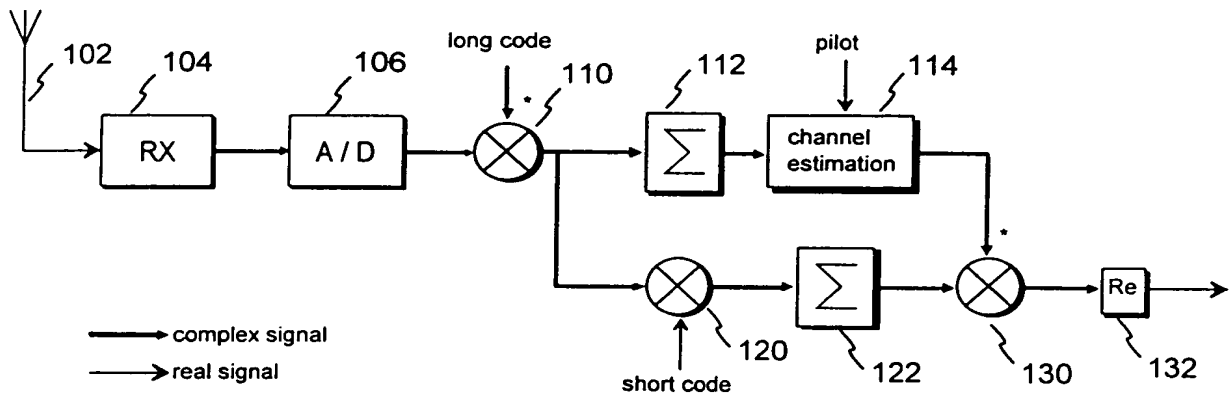 102
104
106
long code
*
110
112
pilot
114
RX
A / D
∑
channel
estimation
*
∑
Re
complex signal
real signal
short code
120
122
130
132